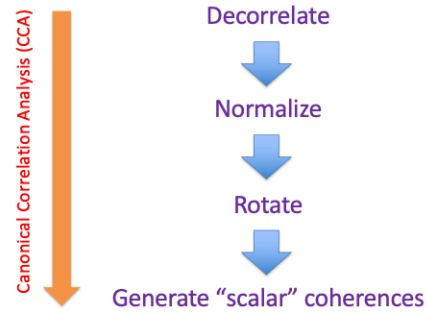 Canonical Correlation Analysis (CCA)
Decorrelate
Normalize
Rotate
Generate “scalar” coherences